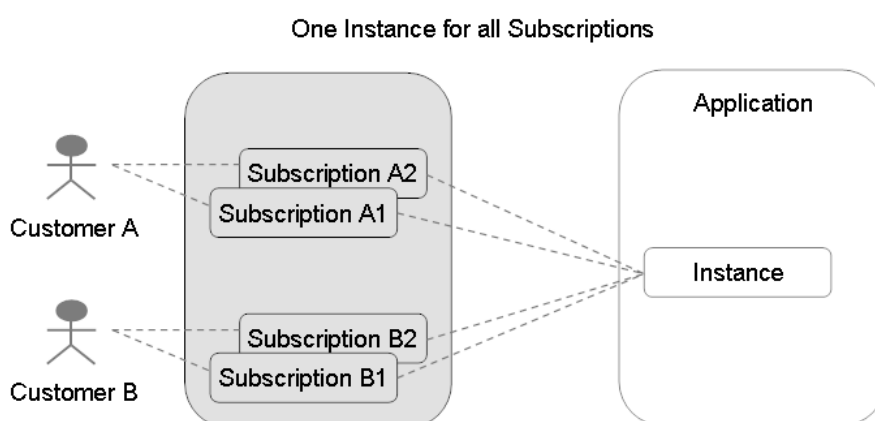 One Instance for all Subscriptions
Application
Subscription A2
Subscription A1
Customer A
Instance
Subscription B2
Subscription B1
Customer B